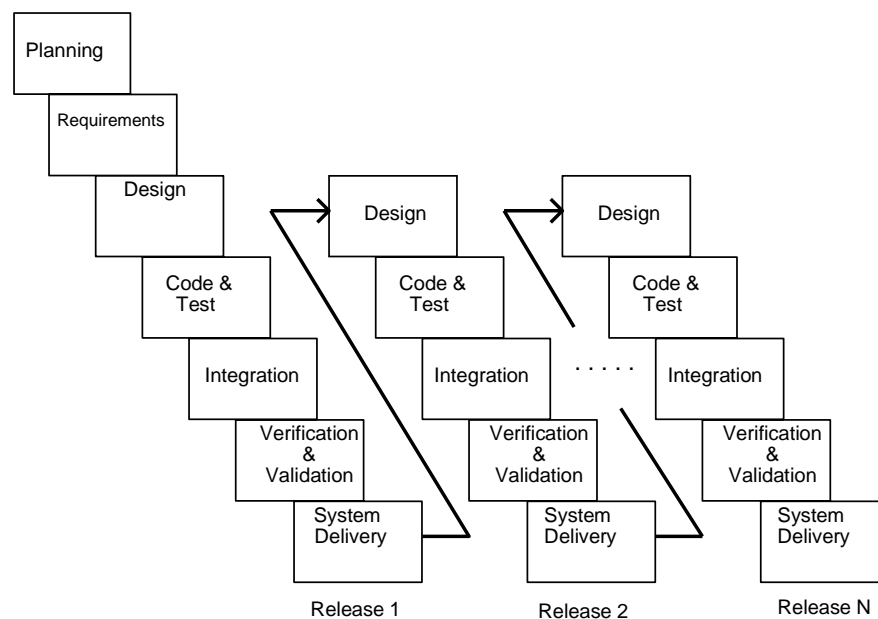 Planning
Requirements
Design
Code &
Test
Integration
Verification
&
Validation
System
Delivery
Release 1
Design
Code &
Test
Integration
Verification
& Validation
System
Delivery
Release 2
. . . . .
Design
Code &
Test
Integration
Verification
& Validation
System
Delivery
Release N